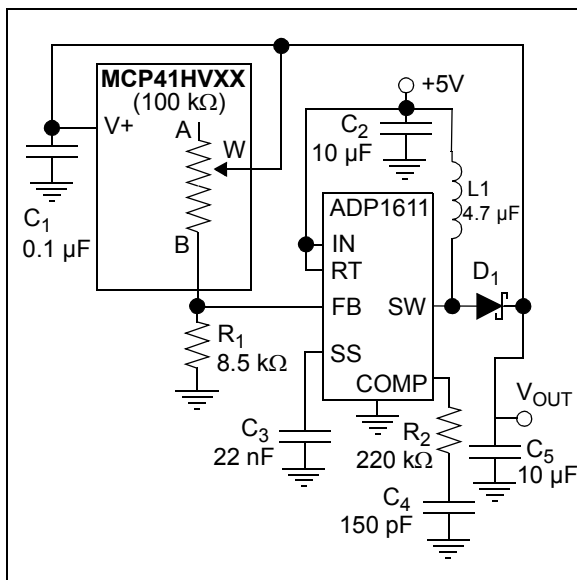 MCP41HVXX
(100 kΩ)
+5V
A
V+
W
C2
10 µF
L1
4.7 µF
C1
0.1 µF
ADP1611
B
IN
RT
D1
FB
SW
R1
8.5 kΩ
SS
COMP
VOUT
C3
22 nF
R2
220 kΩ
C5
10 µF
C4
150 pF